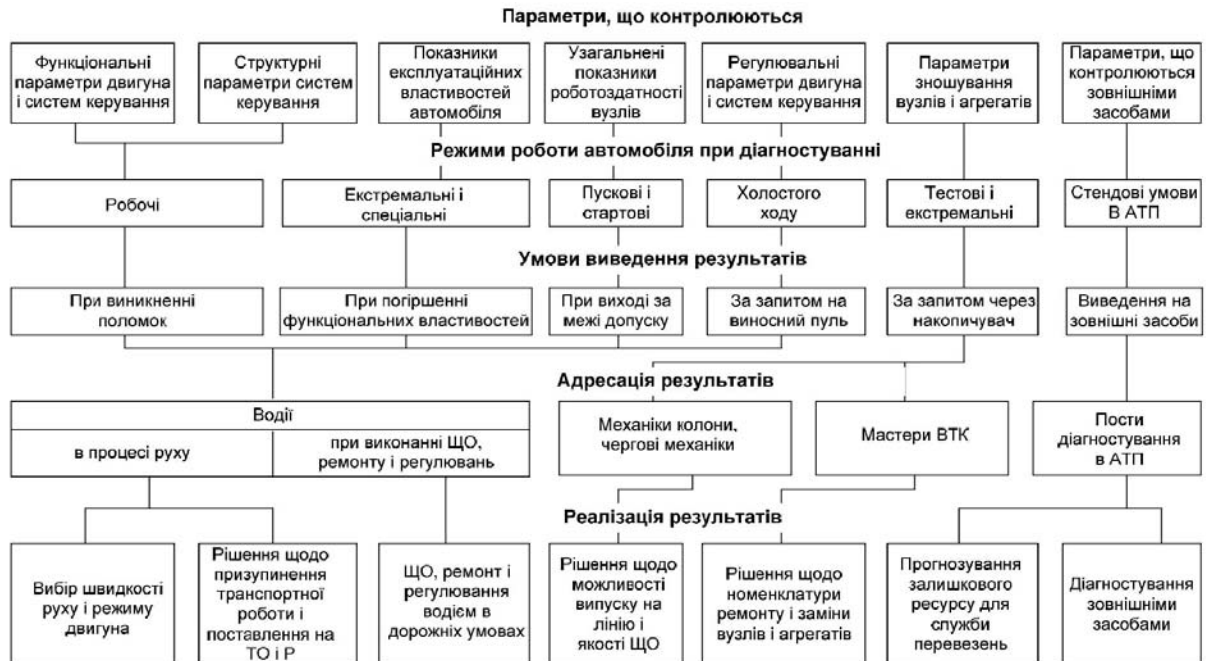 Параметри, що контролюються
Функціональні
параметри двигуна
і систем керування
Структурні
параметри систем
керування
Показники
експлуатаційних
властивостей
автомобіля
Узагальнені
показники
роботоздатності
вузлів
Регулювальні
параметри двигуна
і систем керування
Параметри
зношування
вузлів і агрегатів
Параметри, що
контролюються
зовнішніми
засобами
Режими роботи автомобіля при діагностуванні
Робочі
Екстремальні і
спеціальні
Пускові і
стартові
Холостого
ходу
Тестові і
екстремальні
Стендові умови
В АТП
Умови виведення результатів
При виникненні
поломок
При погіршенні
функціональних властивостей
При виході за
межі допуску
За запитом на
виносний пуль
За запитом через
накопичувач
Виведення на
зовнішні засоби
Адресація результатів
Водії
в процесі руху
при виконанні ЩО,
ремонту і регулювань
Механіки колони,
чергові механіки
Мастери ВТК
Пости
діагностування
в АТП
Реалізація результатів
Вибір швидкості
руху і режиму
двигуна
Рішення щодо
призупинення
транспортної
роботи і
поставлення на
ТО і Р
ЩО, ремонт і
регулювання
водієм в
дорожніх умовах
Рішення щодо
можливості
випуску на
лінію і
якості ЩО
Рішення щодо
номенклатури
ремонту і заміни
вузлів і агрегатів
Прогнозування
залишкового
ресурсу для
служби
перевезень
Діагностування
зовнішніми
засобами